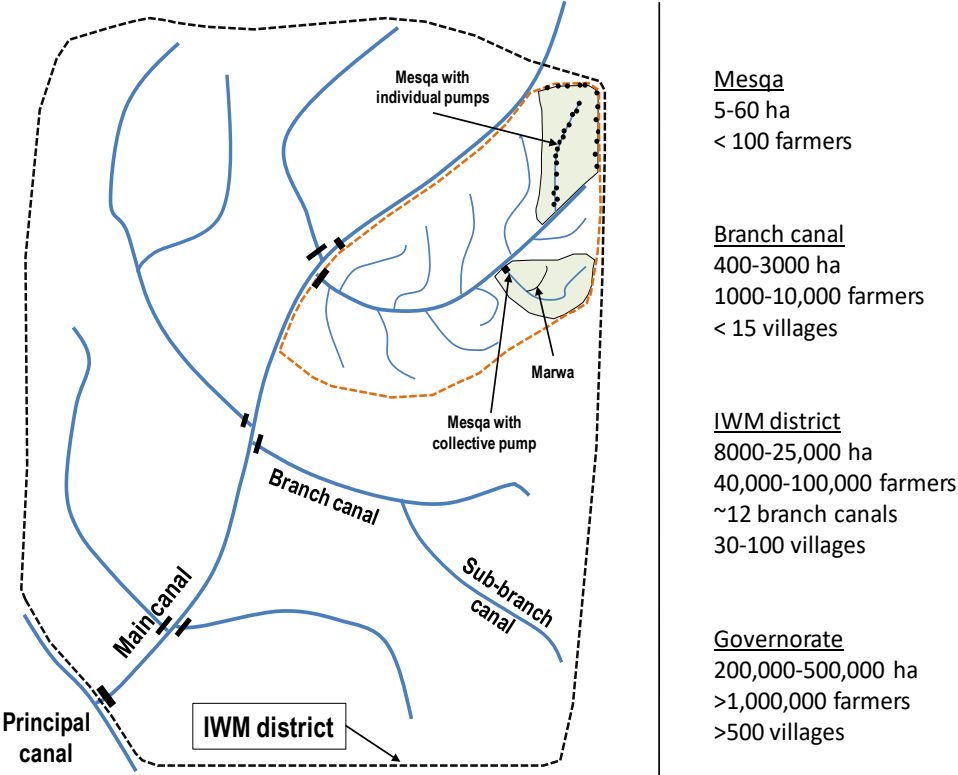 Mesqa with
individual pumps
Marwa
Mesqa with
collective pump
Branch canal
Sub-branch
canal
Main canal
Principal
canal
IWM district
Mesqa
5-60 ha
< 100 farmers
Branch canal
400-3000 ha
1000-10,000 farmers
< 15 villages
IWM district
8000-25,000 ha
40,000-100,000 farmers
~12 branch canals
30-100 villages
Governorate
200,000-500,000 ha
>1,000,000 farmers
>500 villages